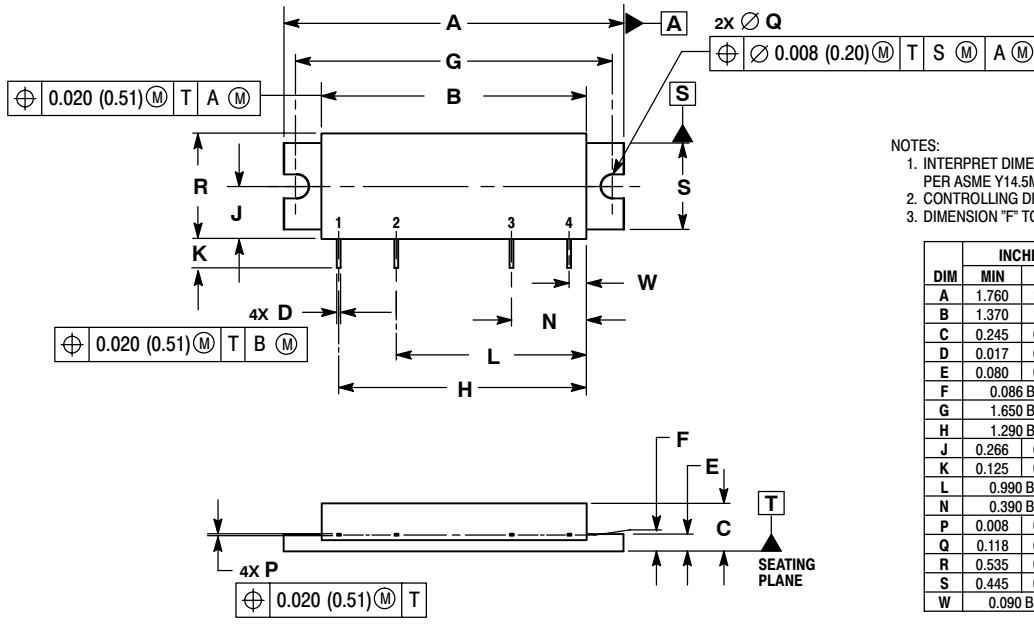 A
A
2X ∅ Q
⌖ ∅ 0.008 (0.20) Ⓜ T S Ⓜ A Ⓜ
G
⌖ 0.020 (0.51) Ⓜ T A Ⓜ
B
S
R
J
S
1 2 3 4
K
W
4X D
N
⌖ 0.020 (0.51) Ⓜ T B Ⓜ
L
H
F
E
T
C
SEATING
PLANE
4X P
⌖ 0.020 (0.51) Ⓜ T
NOTES:
1. INTERPRET DIME
PER ASME Y14.5M
2. CONTROLLING DI
3. DIMENSION "F" TO
INCH
DIM MIN
A 1.760
B 1.370
C 0.245
D 0.017
E 0.080
F 0.086 B
G 1.650 B
H 1.290 B
J 0.266
K 0.125
L 0.990 B
N 0.390 B
P 0.008
Q 0.118
R 0.535
S 0.445
W 0.090 B